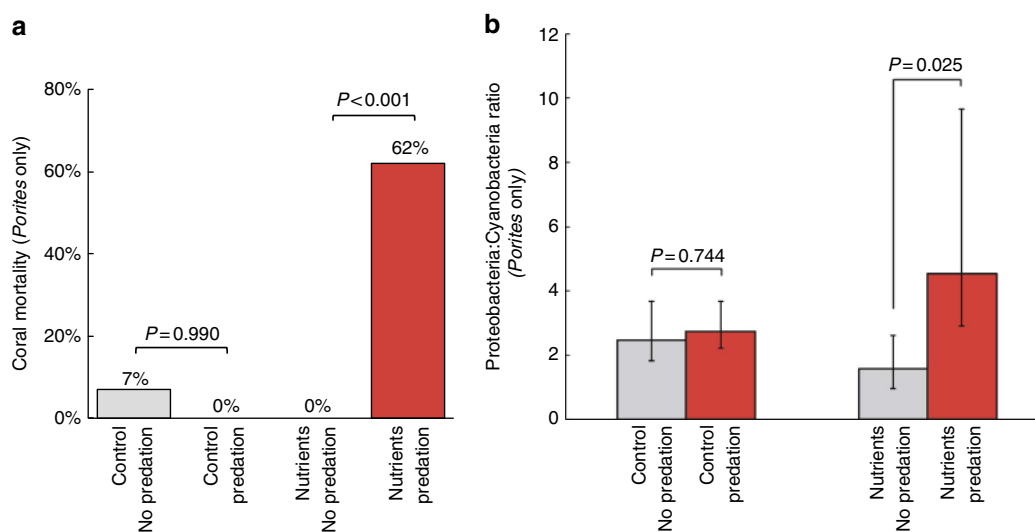 a
Coral mortality (Porites only)
80%
60%
40%
20%
0%
P=0.990
P<0.001
7%
0%
0%
62%
Control
No predation
Control
predation
Nutrients
No predation
Nutrients
predation
b
Proteobacteria:Cyanobacteria ratio
(Porites only)
12
10
8
6
4
2
0
P=0.744
P=0.025
Control
No predation
Control
predation
Nutrients
No predation
Nutrients
predation